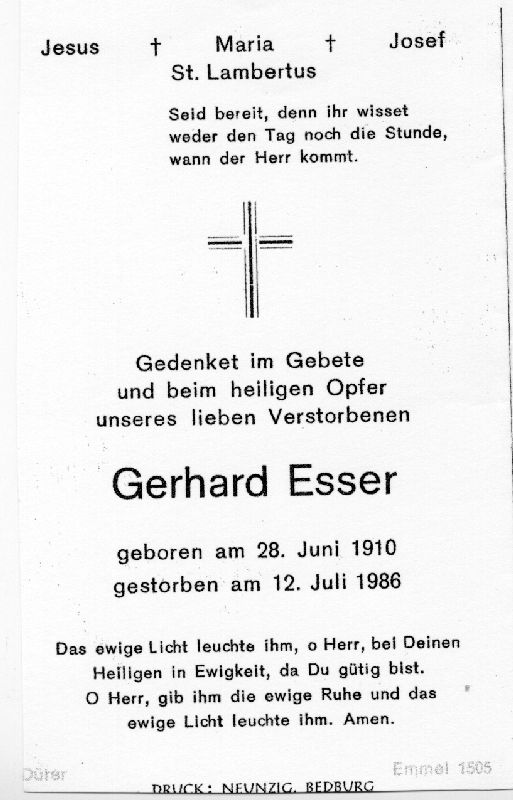 Jesus † Maria † Josef
St. Lambertus
Seid bereit, denn ihr wisset
weder den Tag noch die Stunde,
wann der Herr kommt.
Gedenket im Gebete
und beim heiligen Opfer
unseres lieben Verstorbenen
Gerhard Esser
geboren am 28. Juni 1910
gestorben am 12. Juli 1986
Das ewige Licht leuchte ihm, o Herr, bei Deinen
Heiligen in Ewigkeit, da Du gütig bist.
O Herr, gib ihm die ewige Ruhe und das
ewige Licht leuchte ihm. Amen.
Dürer Emmel 1505
DRUCK: NEUNZIG, BEDBURG